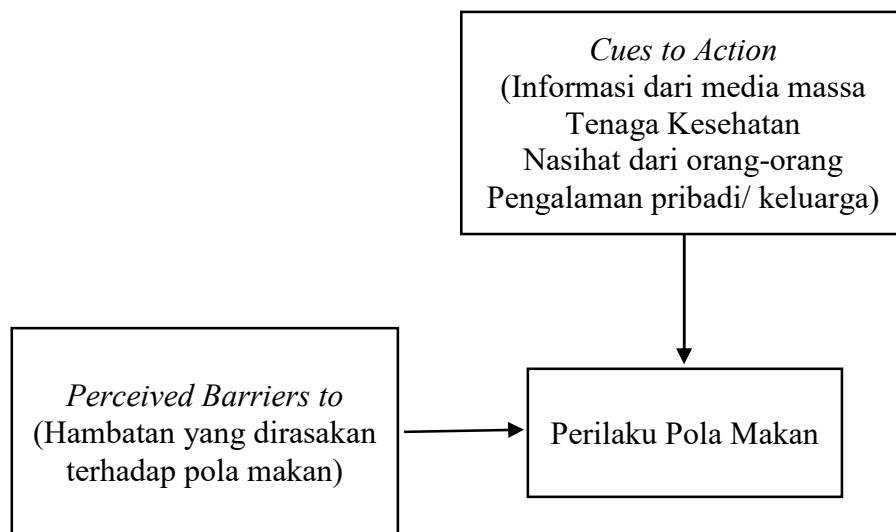 Cues to Action
(Informasi dari media massa
Tenaga Kesehatan
Nasihat dari orang-orang
Pengalaman pribadi/ keluarga)
Perceived Barriers to
(Hambatan yang dirasakan
terhadap pola makan)
Perilaku Pola Makan